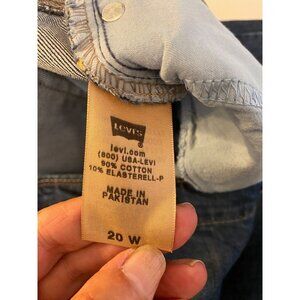 Levi's
levi.com
(800) USA-LEVI
90% COTTON
10% ELASTERELL-P
MADE IN
PAKISTAN
20 W